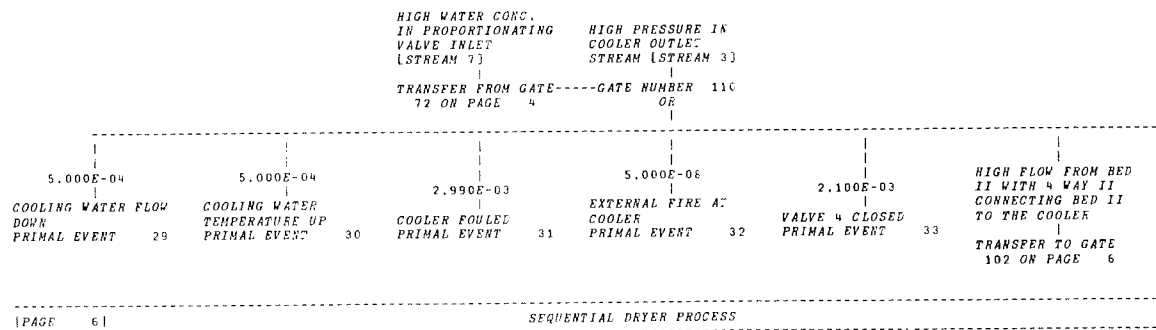 HIGH WATER CONC.
IN PROPORTIONATING
VALVE INLET
[STREAM 7]
HIGH PRESSURE IN
COOLER OUTLET
STREAM [STREAM 3]
TRANSFER FROM GATE-----GATE NUMBER 110
72 ON PAGE 4
OR
5.000E-04
COOLING WATER FLOW
DOWN
PRIMAL EVENT 29
5.000E-04
COOLING WATER
TEMPERATURE UP
PRIMAL EVENT 30
2.990E-03
COOLER FOULED
PRIMAL EVENT 31
5.000E-06
EXTERNAL FIRE AT
COOLER
PRIMAL EVENT 32
2.100E-03
VALVE 4 CLOSED
PRIMAL EVENT 33
HIGH FLOW FROM BED
II WITH 4 WAY II
CONNECTING BED II
TO THE COOLER
TRANSFER TO GATE
102 ON PAGE 6
|PAGE 6|
SEQUENTIAL DRYER PROCESS